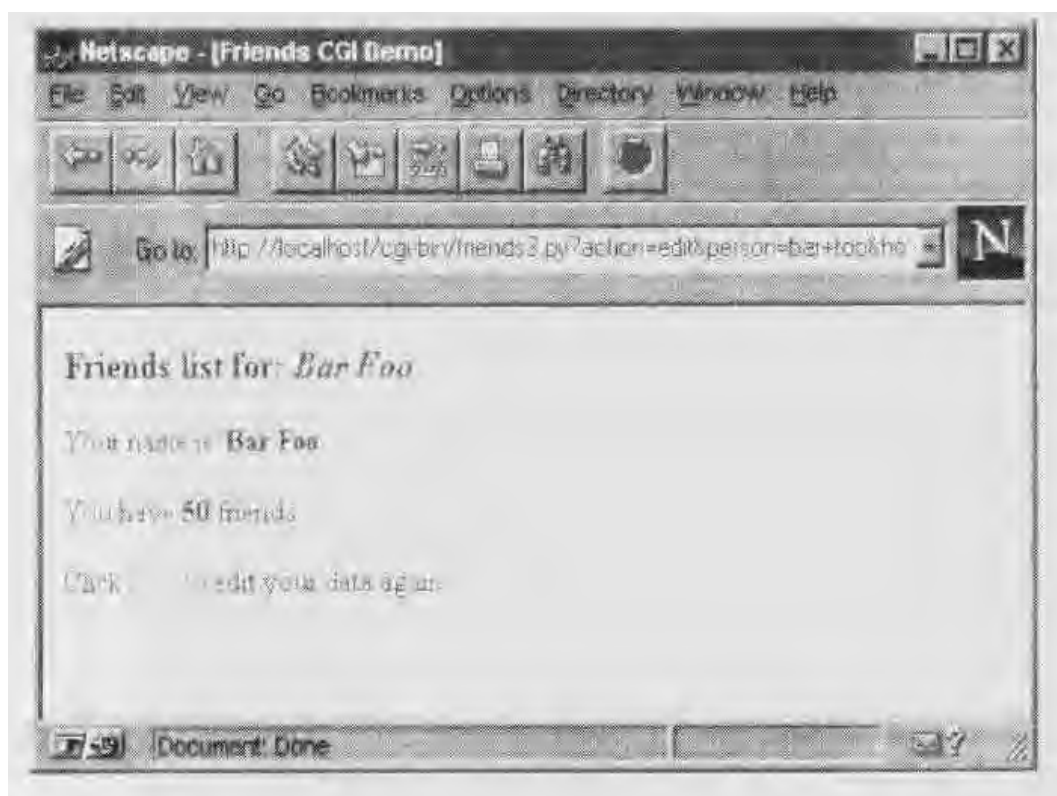 Netscape - [Friends CGI Demo]
File Edit View Go Bookmarks Options Directory Window Help
Go to: http://localhost/cgi-bin/friends3.py?action=edit&person=bar+foo&ho
N
Friends list for: Bar Foo
Your name is: Bar Foo
You have 50 friends
Click to edit your data again
Document: Done